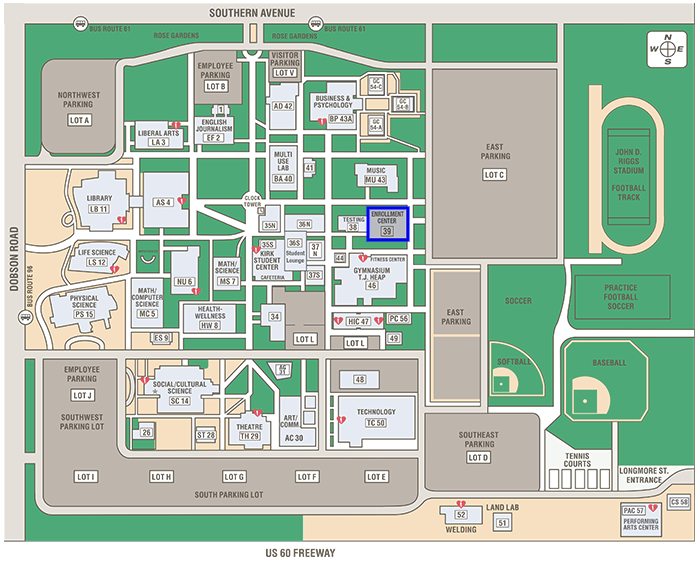 SOUTHERN AVENUE
BUS ROUTE 61
BUS ROUTE 61
ROSE GARDENS
ROSE GARDENS
N
W E
S
NORTHWEST
PARKING
LOT A
EMPLOYEE
PARKING
LOT B
VISITOR
PARKING
LOT V
AD 42
BUSINESS &
PSYCHOLOGY
BP 43A
GC
54-C
GC
54-B
GC
54-A
1
ENGLISH
JOURNALISM
EF 2
LIBERAL ARTS
LA 3
MULTI
USE
LAB
BA 40
41
MUSIC
MU 43
EAST
PARKING
LOT C
JOHN D.
RIGGS
STADIUM
FOOTBALL
TRACK
LIBRARY
LB 11
AS 4
CLOCK
TOWER
35N
36N
TESTING
38
ENROLLMENT
CENTER
39
DOBSON ROAD
BUS ROUTE 96
LIFE SCIENCE
LS 12
35S
KIRK
STUDENT
CENTER
CAFETERIA
36S
Student
Lounge
37
N
37S
44
FITNESS CENTER
GYMNASIUM
T.J. HEAP
46
MATH/
SCIENCE
MS 7
NU 6
MATH/
COMPUTER
SCIENCE
MC 5
PHYSICAL
SCIENCE
PS 15
HEALTH-
WELLNESS
HW 8
ES 9
34
LOT L
HIC 47
LOT L
PC 56
49
EAST
PARKING
SOCCER
PRACTICE
FOOTBALL
SOCCER
SOFTBALL
BASEBALL
EMPLOYEE
PARKING
LOT J
SOUTHWEST
PARKING LOT
SOCIAL/CULTURAL
SCIENCE
SC 14
26
ST 28
THEATRE
TH 29
ART/
COMM.
AC 30
48
TECHNOLOGY
TC 50
SOUTHEAST
PARKING
LOT D
TENNIS
COURTS
LONGMORE ST.
ENTRANCE
LOT I
LOT H
LOT G
LOT F
LOT E
SOUTH PARKING LOT
52
WELDING
LAND LAB
51
PAC 57
PERFORMING
ARTS CENTER
CS 58
US 60 FREEWAY